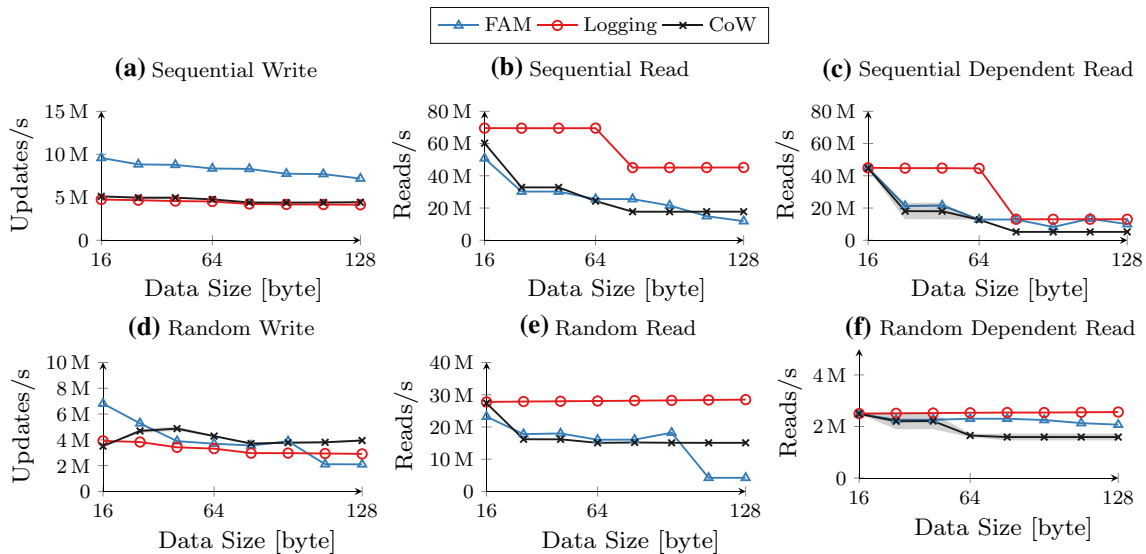 FAM Logging CoW
(a) Sequential Write
15 M
10 M
5 M
0
Updates/s
16 64 128
Data Size [byte]
(b) Sequential Read
80 M
60 M
40 M
20 M
0
Reads/s
16 64 128
Data Size [byte]
(c) Sequential Dependent Read
80 M
60 M
40 M
20 M
0
Reads/s
16 64 128
Data Size [byte]
(d) Random Write
10 M
8 M
6 M
4 M
2 M
0
Updates/s
16 64 128
Data Size [byte]
(e) Random Read
40 M
30 M
20 M
10 M
0
Reads/s
16 64 128
Data Size [byte]
(f) Random Dependent Read
4 M
2 M
0
Reads/s
16 64 128
Data Size [byte]